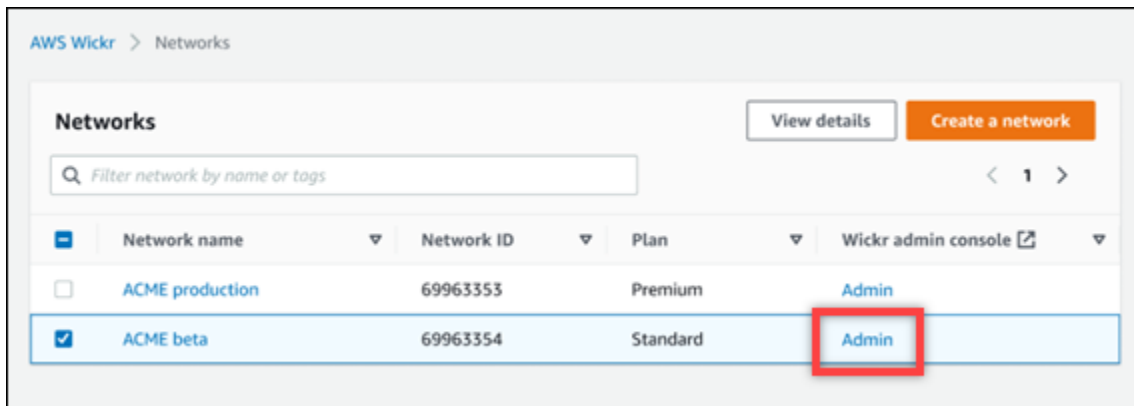 AWS Wickr > Networks
Networks
View details
Create a network
Filter network by name or tags
< 1 >
Network name Network ID Plan Wickr admin console
ACME production 69963353 Premium Admin
ACME beta 69963354 Standard Admin